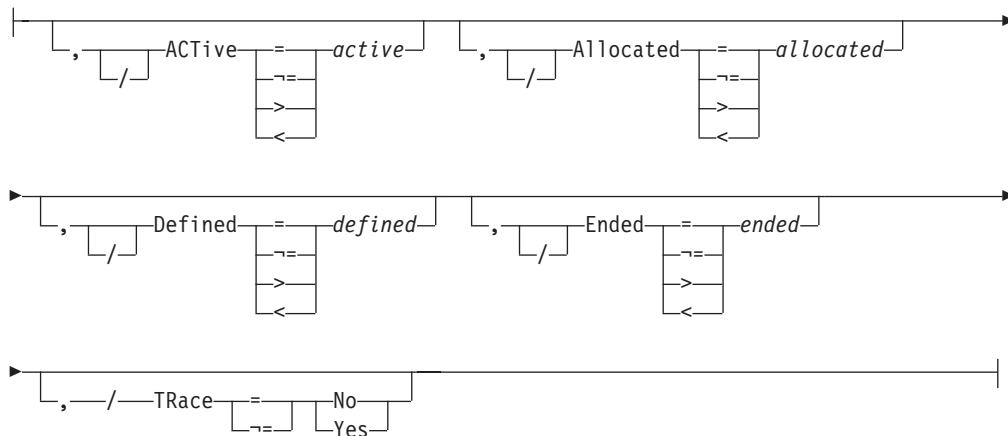 , / ACTive = active , / Allocated = allocated
¬= ¬=
> >
< <
, / Defined = defined , / Ended = ended
¬= ¬=
> >
< <
, / TRace = No
¬= Yes